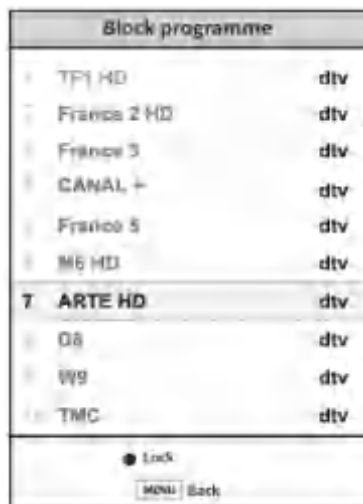 Block programme
TF1 HD dtv
France 2 HD dtv
France 3 dtv
CANAL + dtv
France 5 dtv
M6 HD dtv
7 ARTE HD dtv
D8 dtv
W9 dtv
TMC dtv
Lock
MENU Back